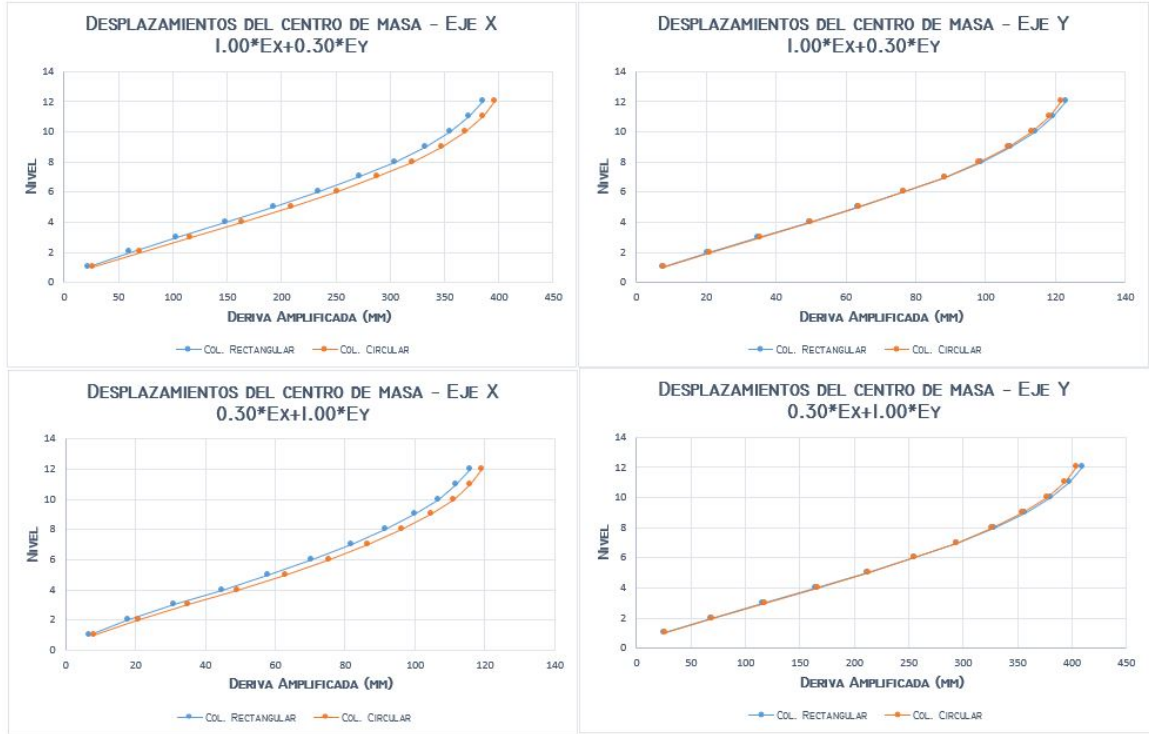 Desplazamientos del centro de masa - Eje X
1.00*Ex+0.30*Ey
14
12
10
8
6
4
2
0
Nivel
0 50 100 150 200 250 300 350 400 450
Deriva Amplificada (mm)
Col. Rectangular Col. Circular
Desplazamientos del centro de masa - Eje Y
1.00*Ex+0.30*Ey
14
12
10
8
6
4
2
0
Nivel
0 20 40 60 80 100 120 140
Deriva Amplificada (mm)
Col. Rectangular Col. Circular
Desplazamientos del centro de masa - Eje X
0.30*Ex+1.00*Ey
14
12
10
8
6
4
2
0
Nivel
0 20 40 60 80 100 120 140
Deriva Amplificada (mm)
Col. Rectangular Col. Circular
Desplazamientos del centro de masa - Eje Y
0.30*Ex+1.00*Ey
14
12
10
8
6
4
2
0
Nivel
0 50 100 150 200 250 300 350 400 450
Deriva Amplificada (mm)
Col. Rectangular Col. Circular